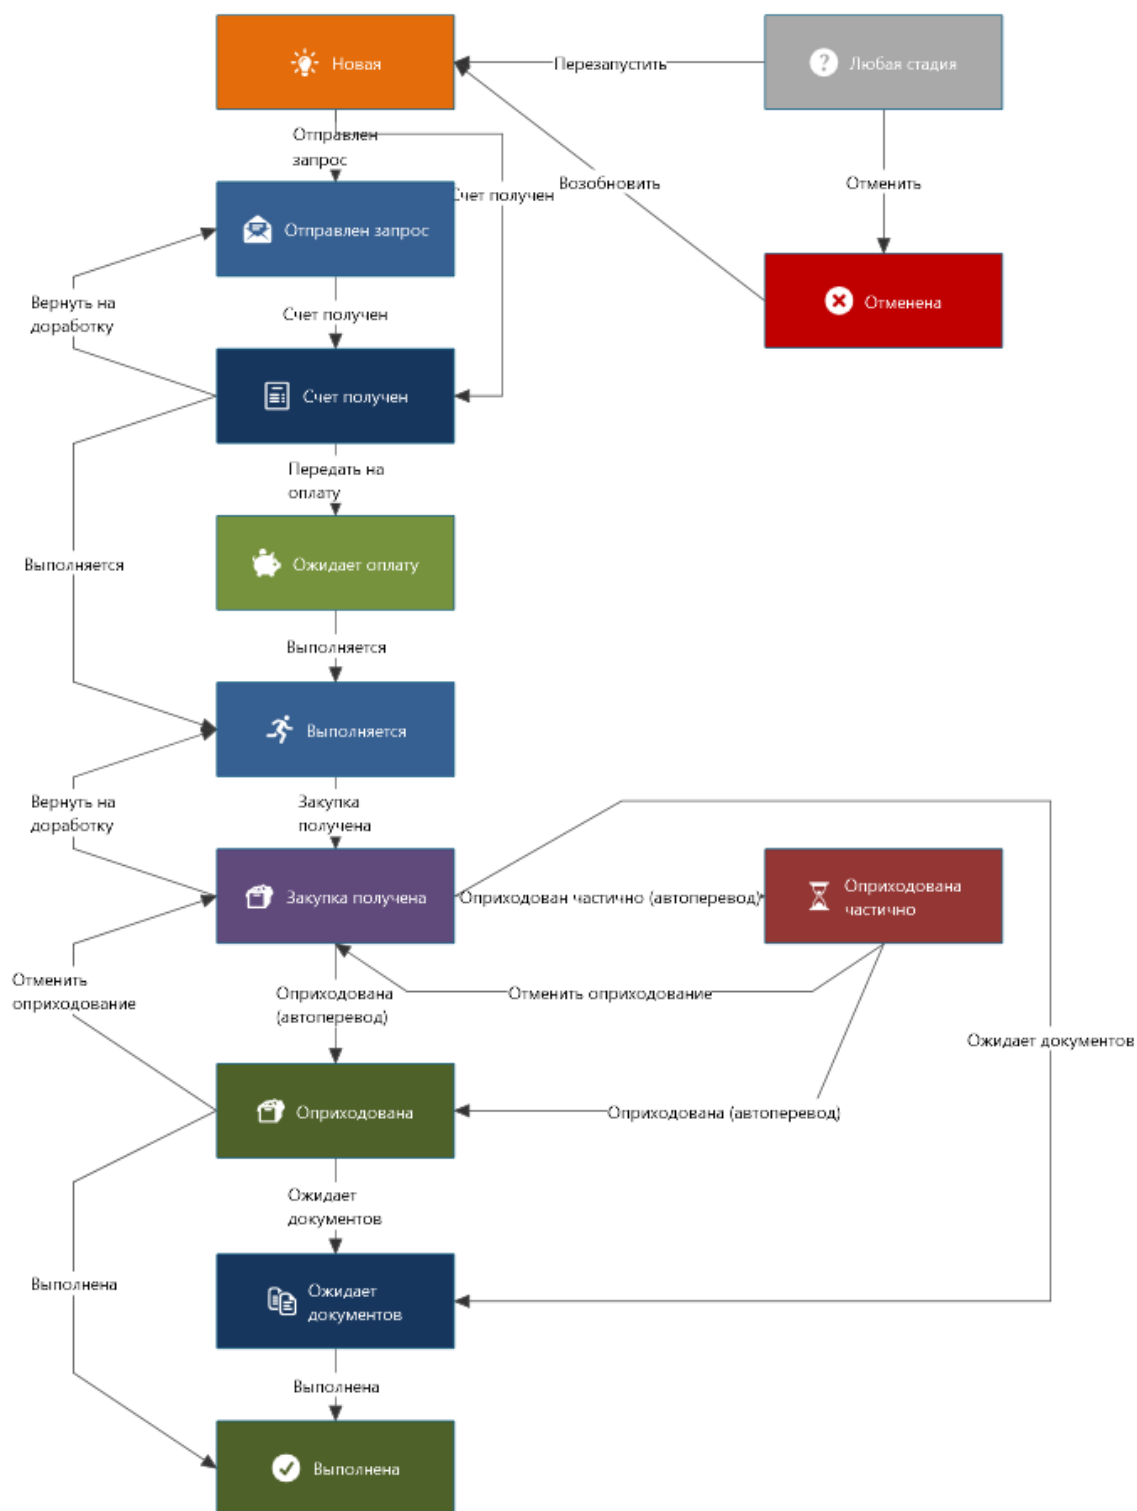 Новая
Перезапустить
Любая стадия
Отправлен
запрос
Счет получен
Возобновить
Отменить
Отправлен запрос
Вернуть на
доработку
Счет получен
Отменена
Счет получен
Передать на
оплату
Выполняется
Ожидает оплату
Выполняется
Выполняется
Вернуть на
доработку
Закупка
получена
Закупка получена
Оприходован частично (автоперевод)
Оприходована
частично
Отменить
оприходование
Оприходована
(автоперевод)
Отменить оприходование
Ожидает документов
Оприходована
Оприходована (автоперевод)
Ожидает
документов
Выполнена
Ожидает
документов
Выполнена
Выполнена